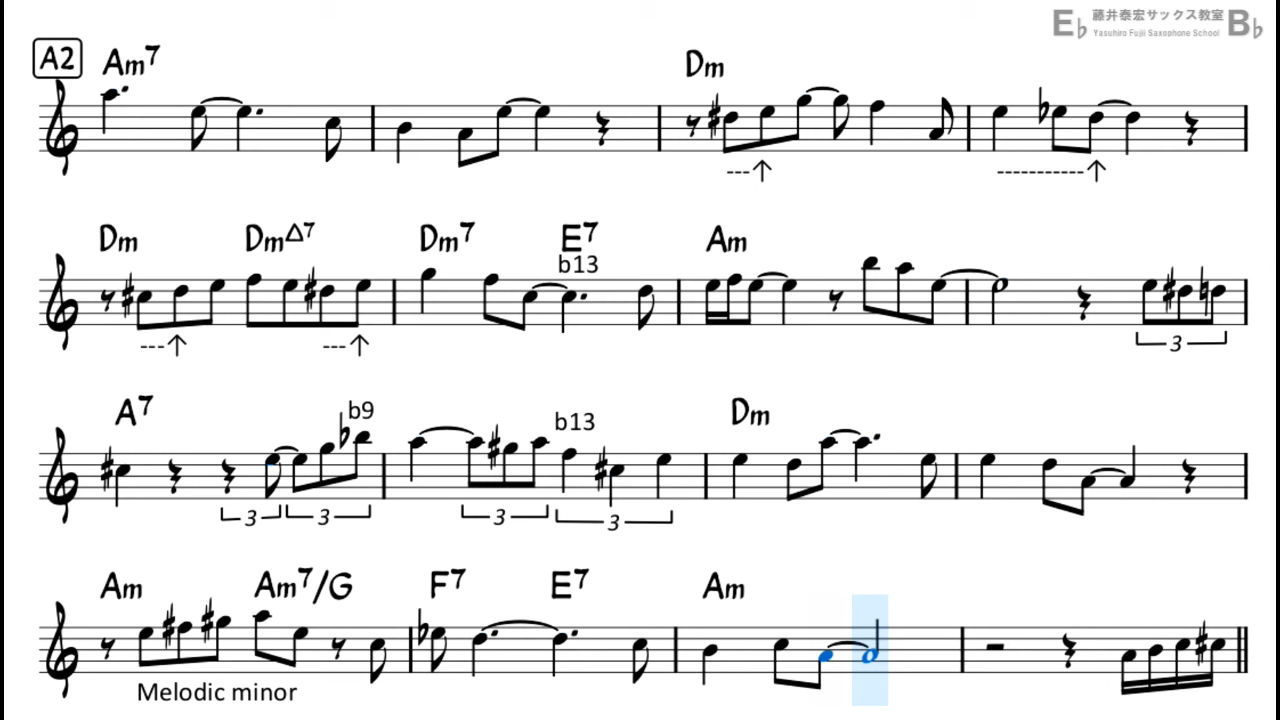 E♭ 藤井泰宏サックス教室 B♭
Yasuhiro Fujii Saxophone School
A2 Am7 Dm
---↑ -----------↑
Dm DmΔ7 Dm7 E7 Am
b13
---↑ ---↑
3
A7 b9 b13 Dm
3 3 3 3
Am Am7/G F7 E7 Am
Melodic minor